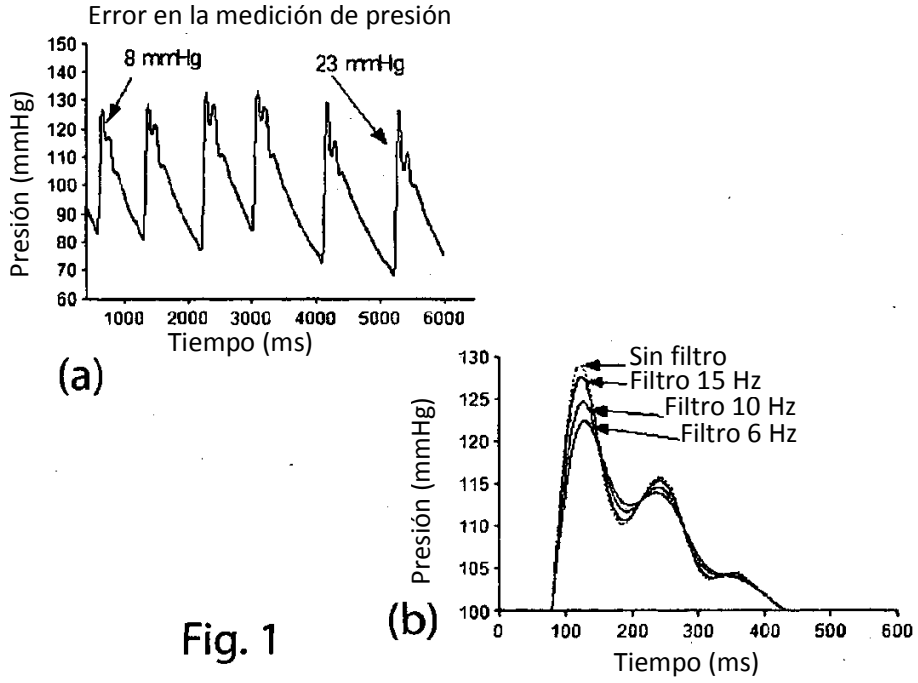 Error en la medición de presión
150
140
130
120
110
100
90
80
70
60
Presión (mmHg)
8 mmHg
23 mmHg
1000 2000 3000 4000 5000 6000
Tiempo (ms)
(a)
130
125
120
115
110
105
100
Presión (mmHg)
Sin filtro
Filtro 15 Hz
Filtro 10 Hz
Filtro 6 Hz
0 100 200 300 400 500 600
Tiempo (ms)
(b)
Fig. 1